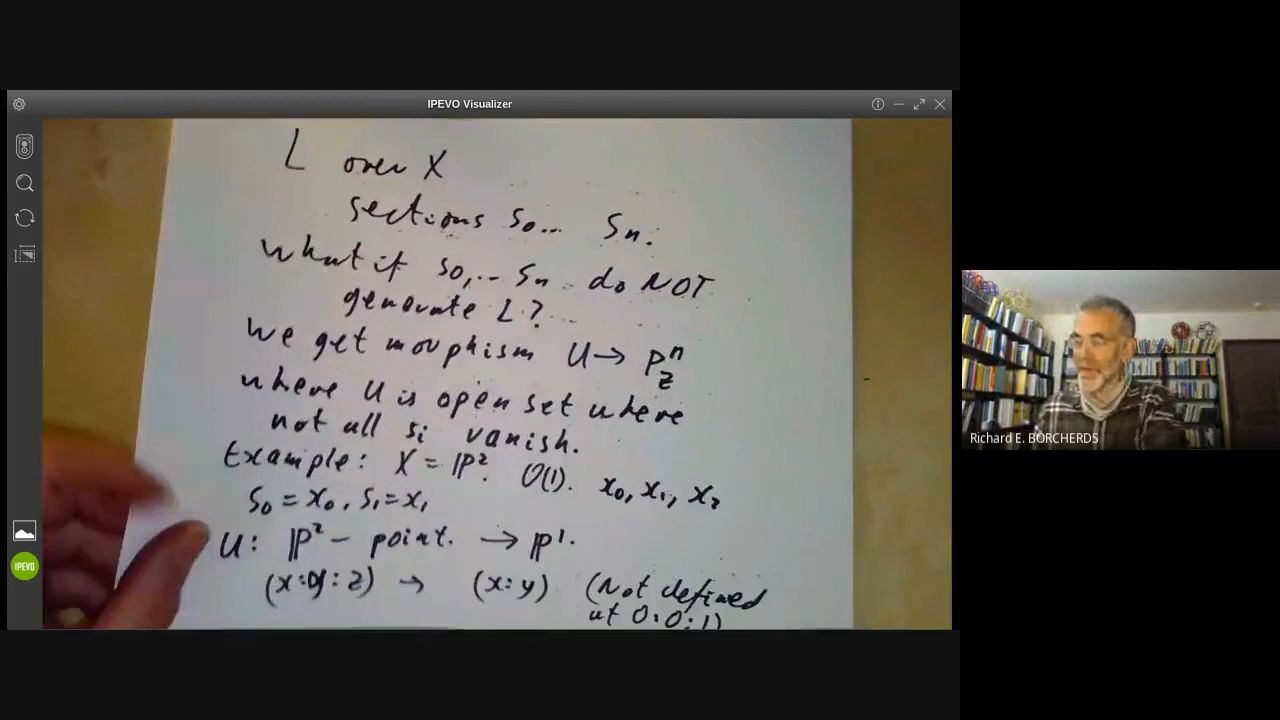 IPEVO Visualizer
L over X
sections s₀... sₙ.
What if s₀,... sₙ do NOT
generate L?
We get morphism U → Pⁿ_Z
where U is open set where
not all sᵢ vanish.
Example: X = ℙ². O(1). x₀, x₁, x₂
s₀ = x₀, s₁ = x₁
U: ℙ² - point. → ℙ¹.
(x:y:z) → (x:y) (Not defined
at 0:0:1)
IPEVO
Richard E. BORCHERDS